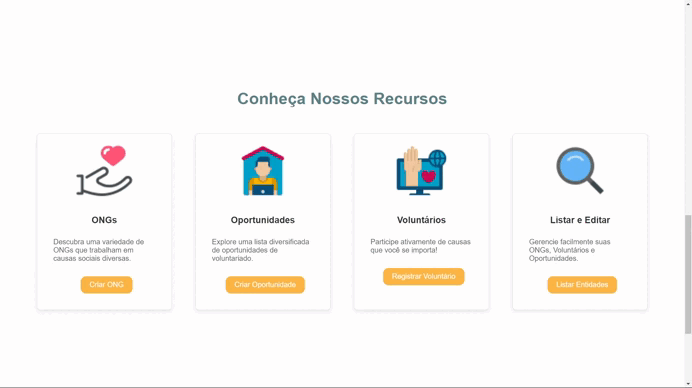 Conheça Nossos Recursos
ONGs
Descubra uma variedade de
ONGs que trabalham em
causas sociais diversas.
Criar ONG
Oportunidades
Explore uma lista diversificada
de oportunidades de
voluntariado.
Criar Oportunidade
Voluntários
Participe ativamente de causas
que você se importa!
Registrar Voluntário
Listar e Editar
Gerencie facilmente suas
ONGs, Voluntários e
Oportunidades.
Listar Entidades